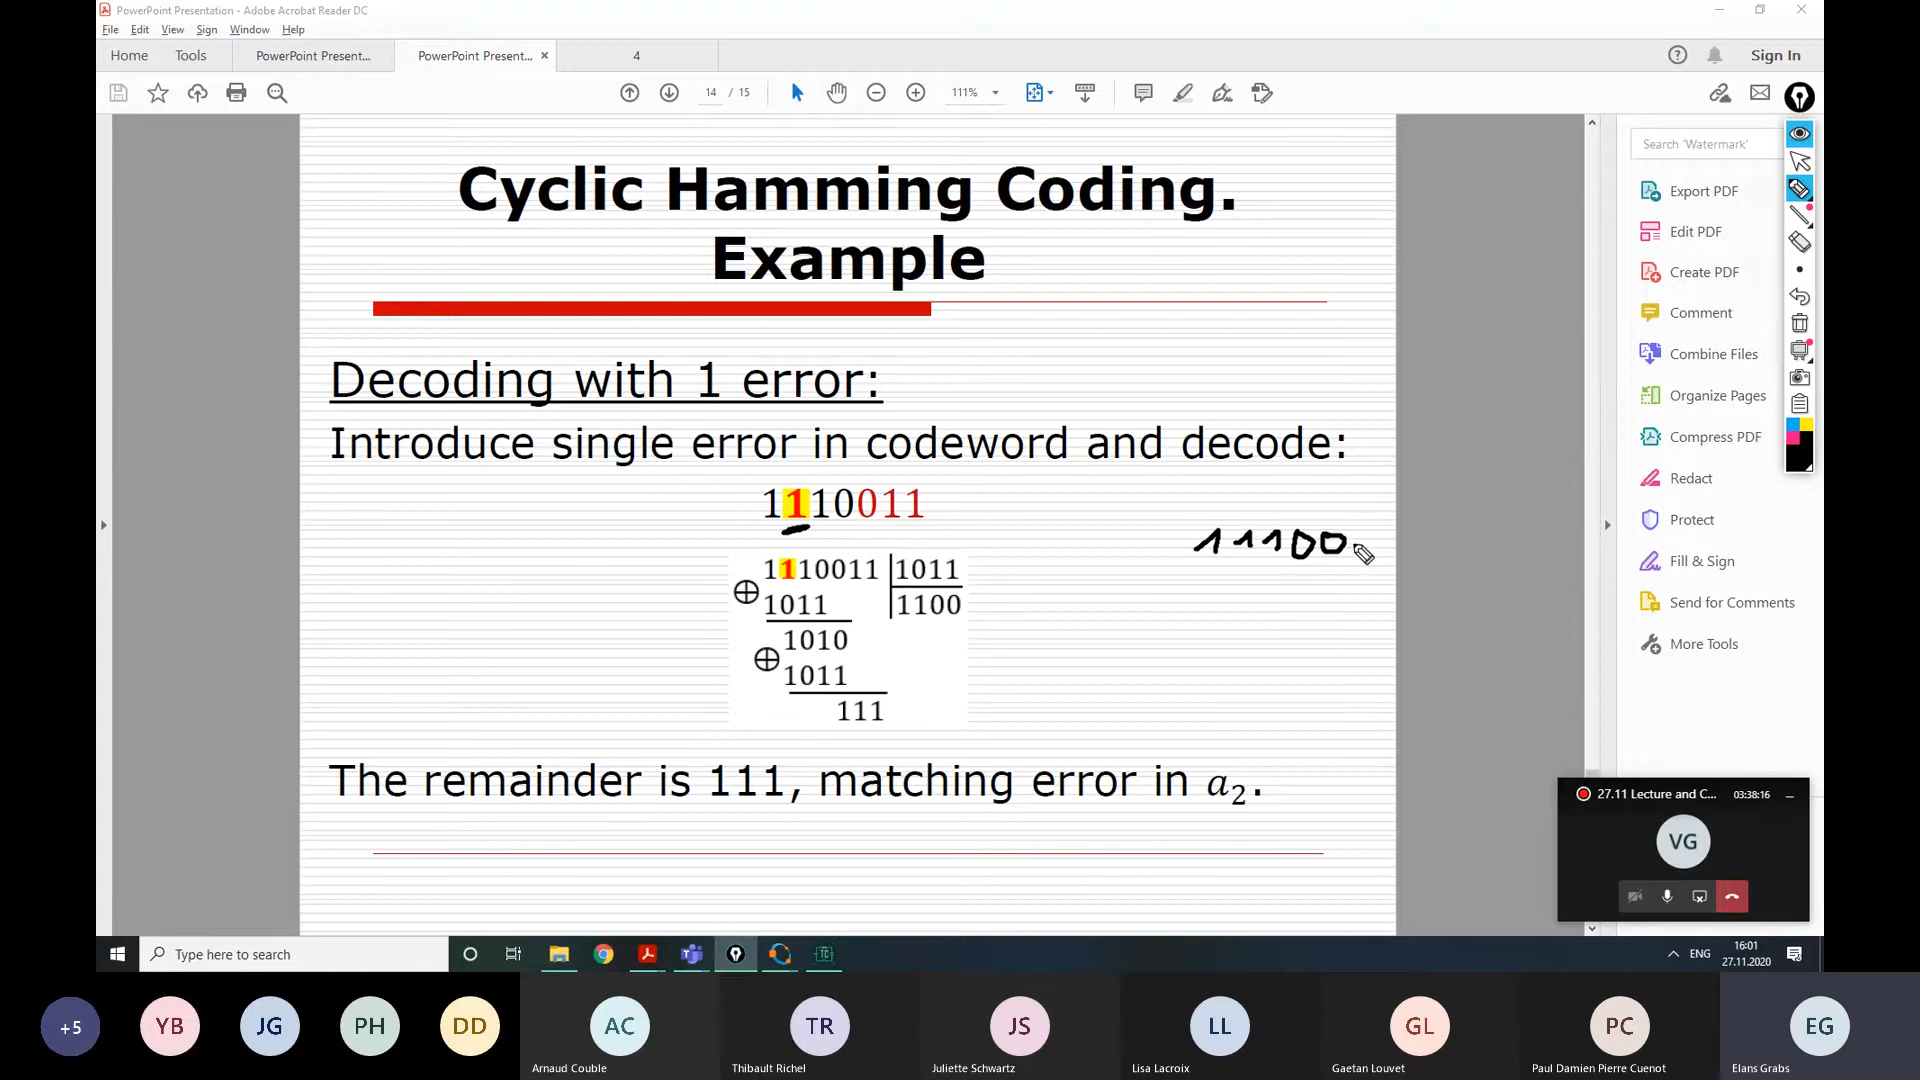 PowerPoint Presentation - Adobe Acrobat Reader DC
File Edit View Sign Window Help
Home Tools PowerPoint Present... PowerPoint Present... × 4 Sign In
14 / 15 111%
Search 'Watermark'
Export PDF
Edit PDF
Create PDF
Comment
Combine Files
Organize Pages
Compress PDF
Redact
Protect
Fill & Sign
Send for Comments
More Tools
Cyclic Hamming Coding.
Example
Decoding with 1 error:
Introduce single error in codeword and decode:
1110011
11100
1110011 1011
⊕ 1011 1100
1010
⊕ 1011
111
The remainder is 111, matching error in a₂.
27.11 Lecture and C... 03:38:16
VG
Type here to search
ENG 16:01
27.11.2020
+5 YB JG PH DD AC TR JS LL GL PC EG
Arnaud Couble Thibault Richel Juliette Schwartz Lisa Lacroix Gaetan Louvet Paul Damien Pierre Cuenot Elans Grabs